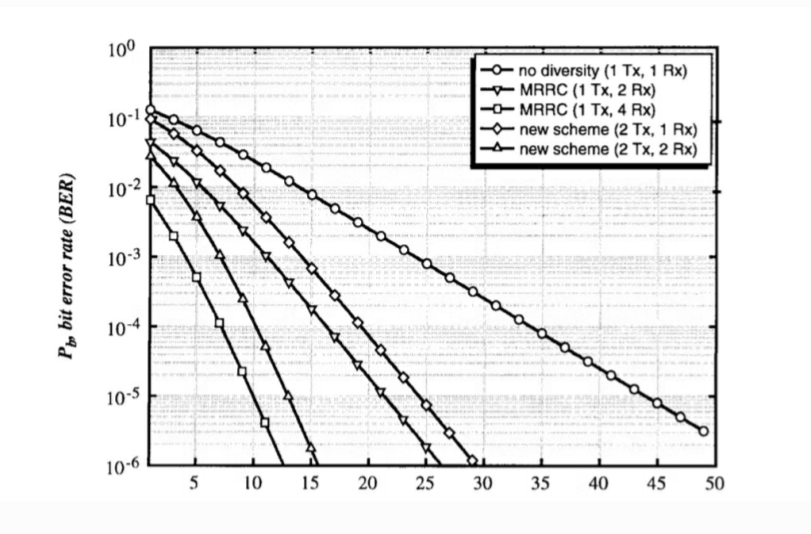 10^0
10^-1
10^-2
10^-3
10^-4
10^-5
10^-6
P_b, bit error rate (BER)
no diversity (1 Tx, 1 Rx)
MRRC (1 Tx, 2 Rx)
MRRC (1 Tx, 4 Rx)
new scheme (2 Tx, 1 Rx)
new scheme (2 Tx, 2 Rx)
5 10 15 20 25 30 35 40 45 50